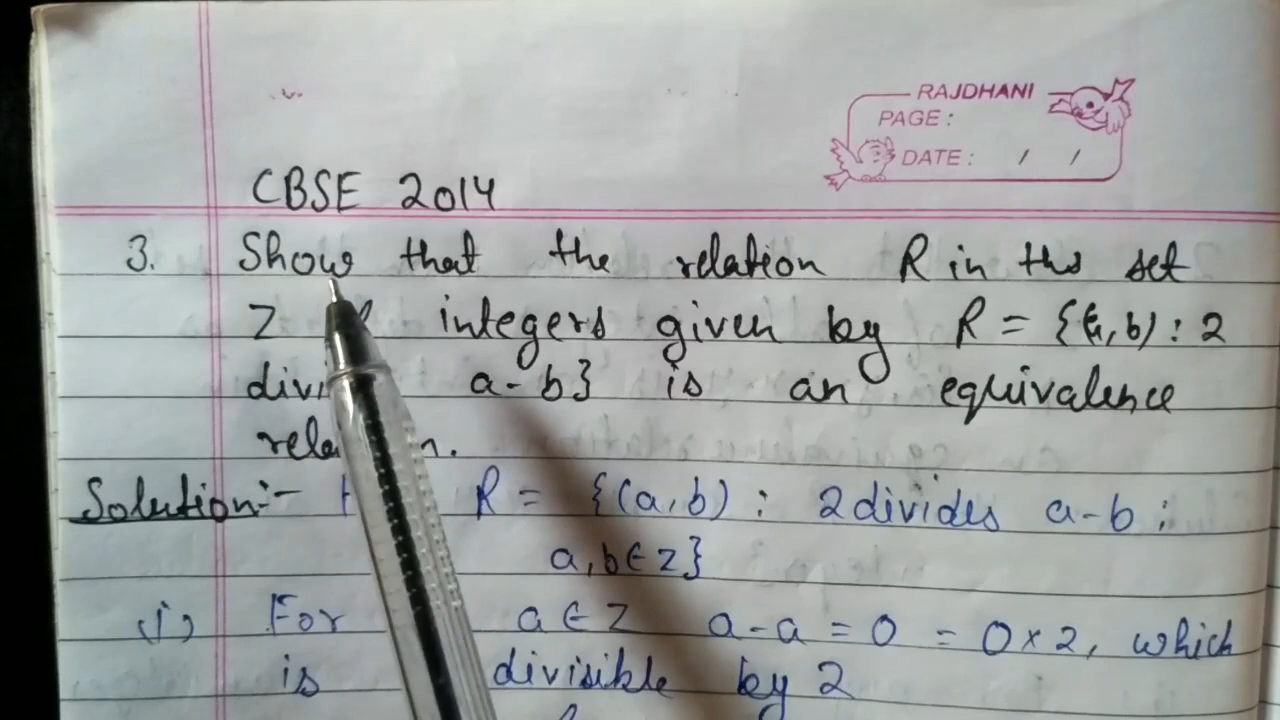 RAJDHANI
PAGE :
DATE : / /
CBSE 2014
3. Show that the relation R in the set
Z integers given by R = {(a, b) : 2
a - b} is an equivalence
Solution:- R = {(a, b) : 2 divides a - b ;
a, b ∈ Z}
(i) For a ∈ Z a - a = 0 = 0 × 2, which
is divisible by 2